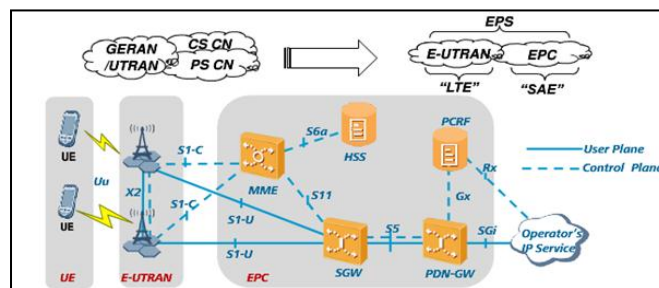 EPS
GERAN
/UTRAN
CS CN
PS CN
E-UTRAN
EPC
"LTE"
"SAE"
S6a
HSS
PCRF
User Plane
Control Plane
UE
Uu
S1-C
MME
Rx
X2
S1-C
S11
Gx
UE
S1-U
S1-U
S5
SGi
Operator's
IP Service
SGW
PDN-GW
UE
E-UTRAN
EPC